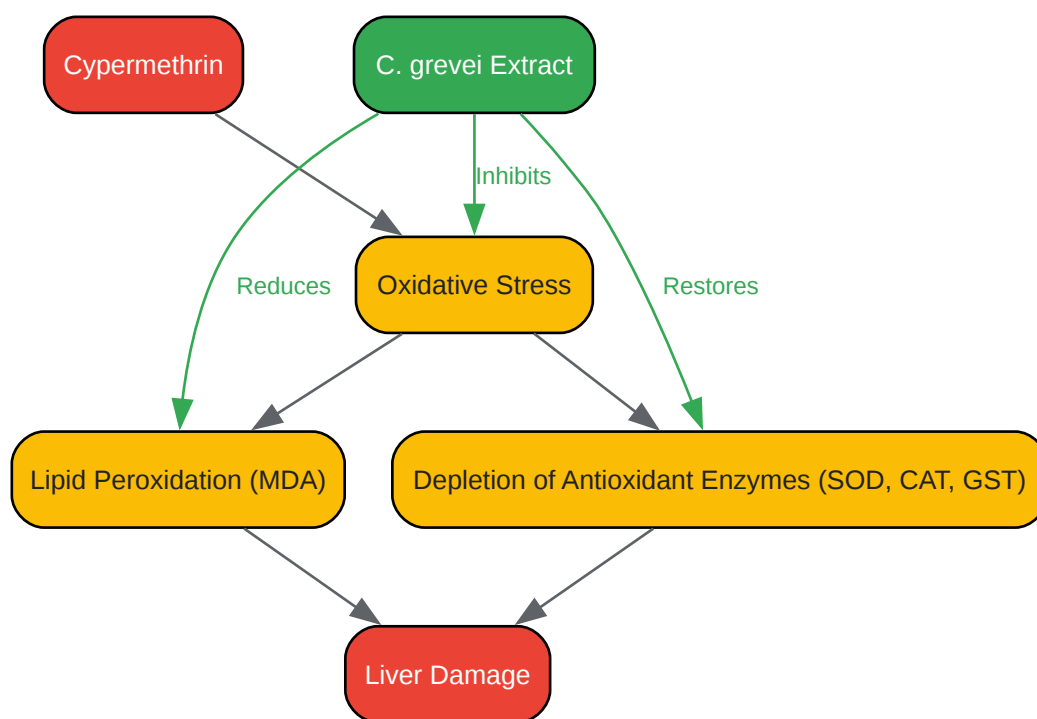 Cypermethrin
C. grevei Extract
Inhibits
Reduces
Oxidative Stress
Restores
Lipid Peroxidation (MDA)
Depletion of Antioxidant Enzymes (SOD, CAT, GST)
Liver Damage